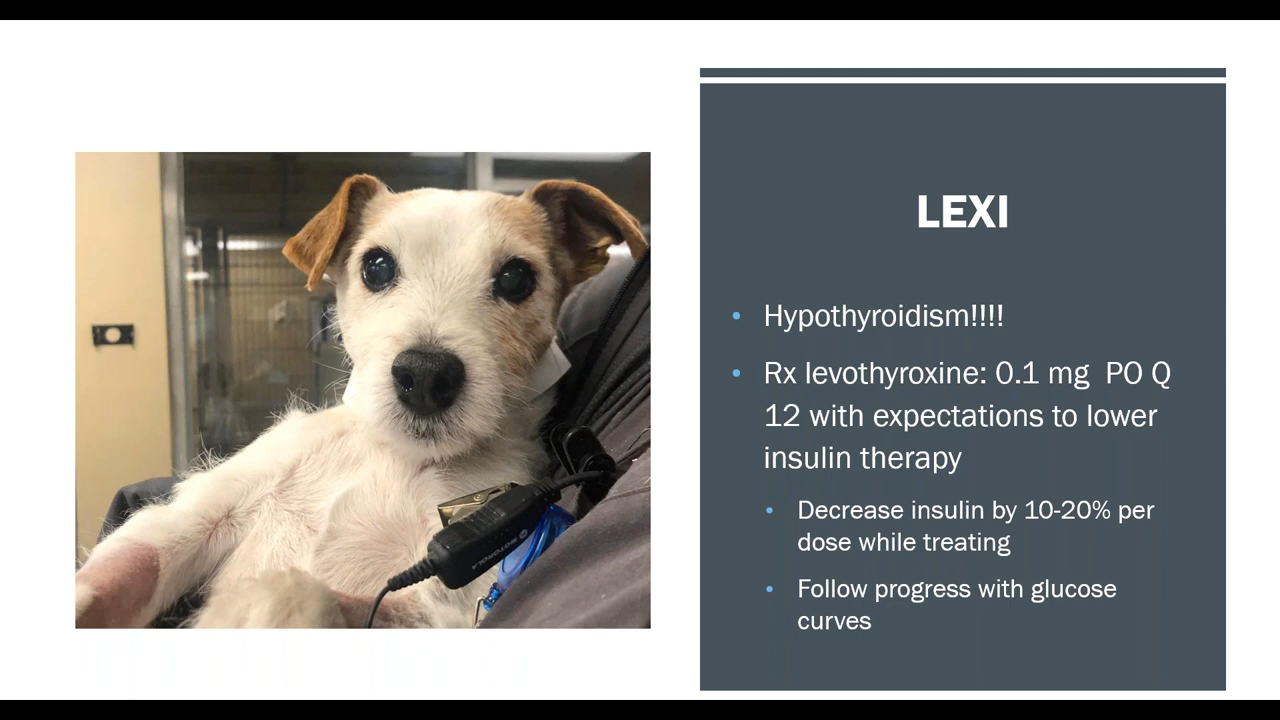 LEXI
Hypothyroidism!!!!
Rx levothyroxine: 0.1 mg PO Q
12 with expectations to lower
insulin therapy
Decrease insulin by 10-20% per
dose while treating
Follow progress with glucose
curves
MOTOROLA